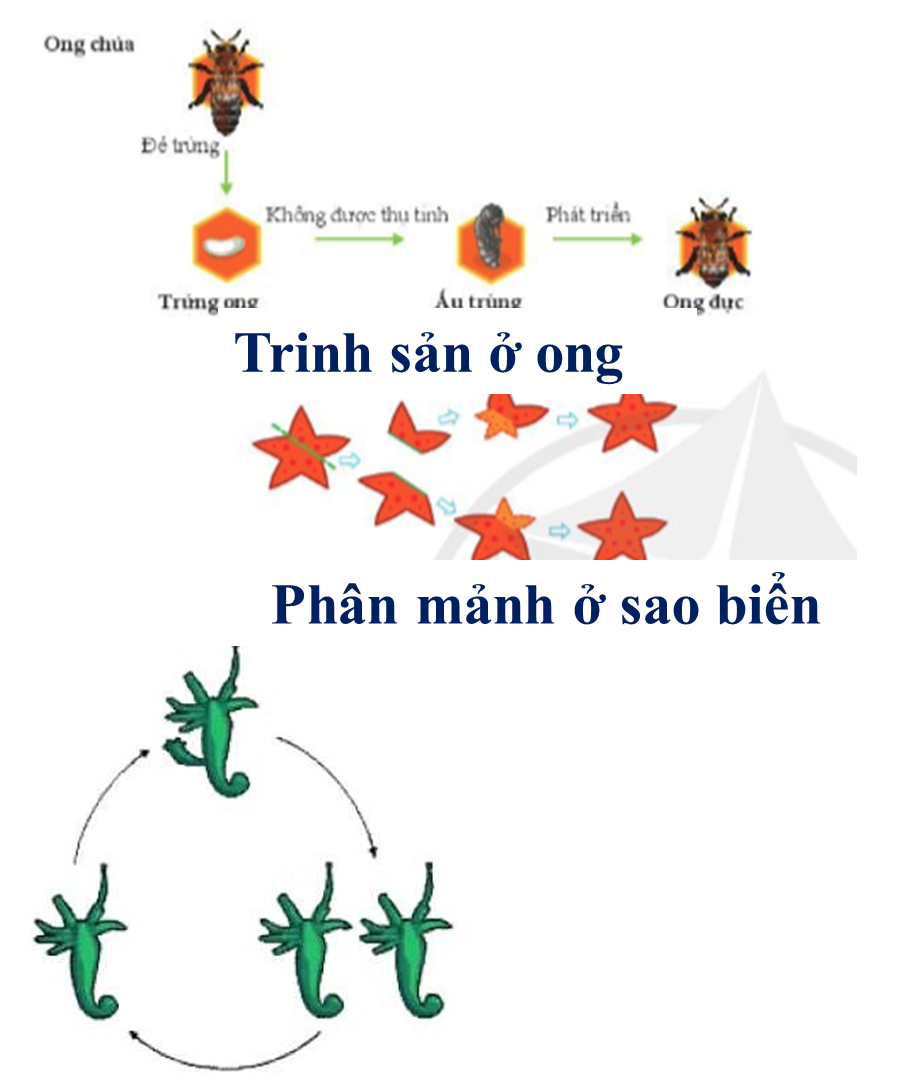 Ong chúa
Đẻ trứng
Không được thụ tinh
Phát triển
Trứng ong
Ấu trùng
Ong đực
Trinh sản ở ong
Phân mảnh ở sao biển